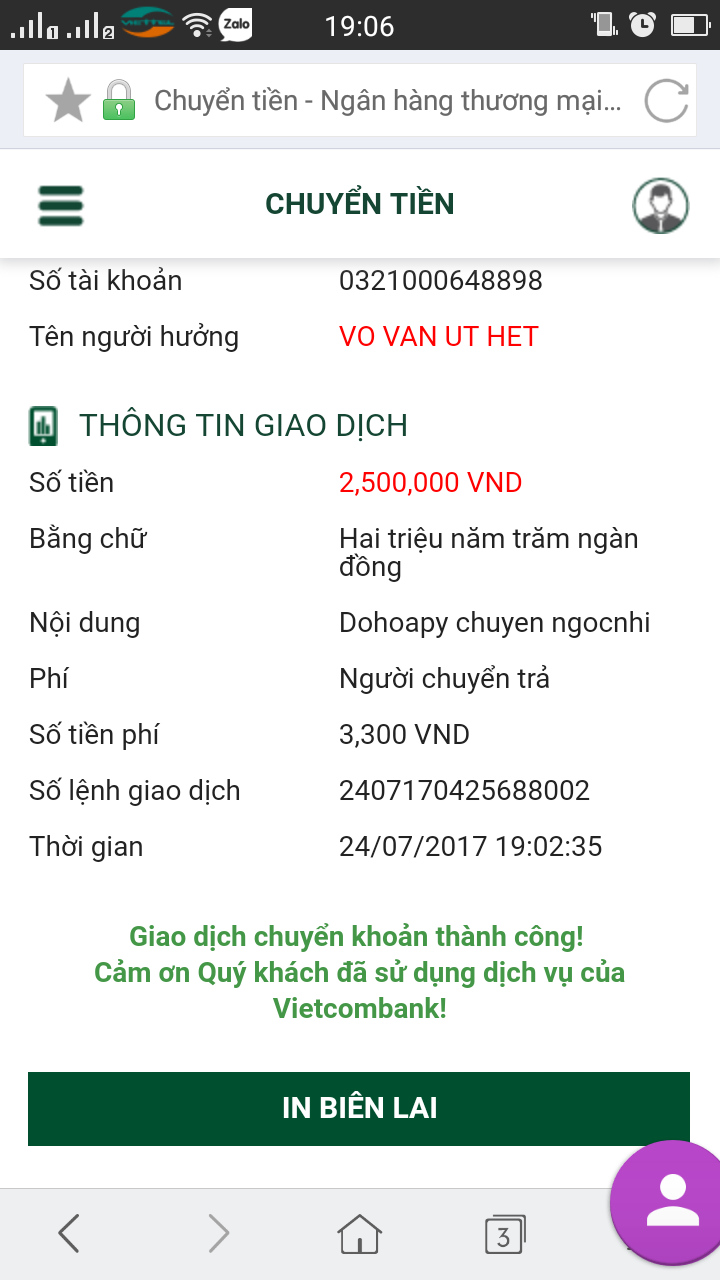 1
2
VIETTEL
Zalo
19:06
Chuyển tiền - Ngân hàng thương mại...
CHUYỂN TIỀN
Số tài khoản 0321000648898
Tên người hưởng VO VAN UT HET
THÔNG TIN GIAO DỊCH
Số tiền 2,500,000 VND
Bằng chữ Hai triệu năm trăm ngàn
đồng
Nội dung Dohoapy chuyen ngocnhi
Phí Người chuyển trả
Số tiền phí 3,300 VND
Số lệnh giao dịch 2407170425688002
Thời gian 24/07/2017 19:02:35
Giao dịch chuyển khoản thành công!
Cảm ơn Quý khách đã sử dụng dịch vụ của
Vietcombank!
IN BIÊN LAI
3